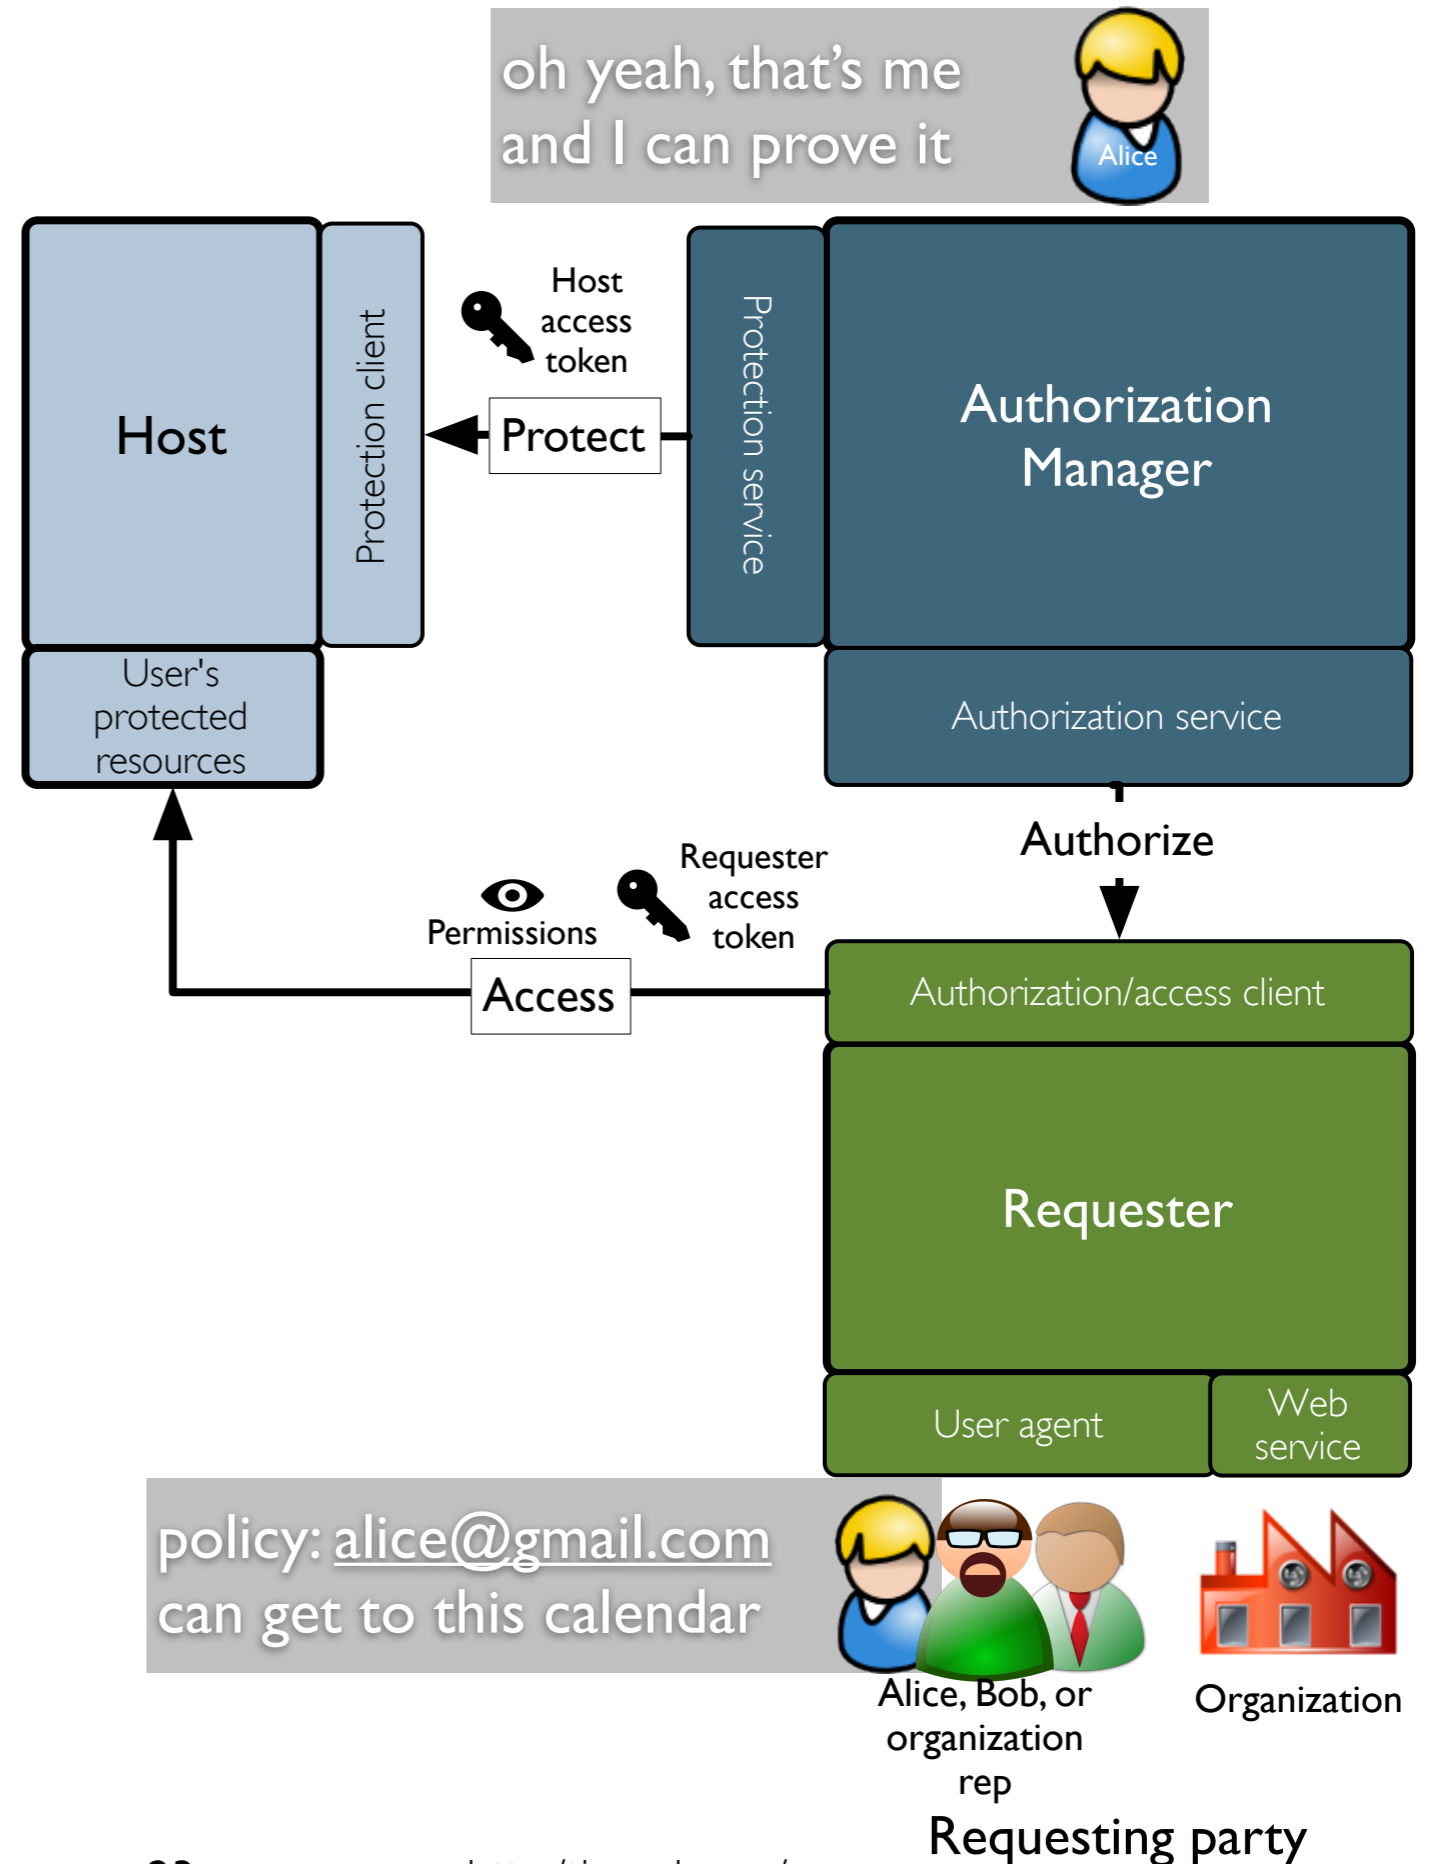 oh yeah, that's me
and I can prove it
Alice
Host
access
token
Protection client
Protection service
Host
Protect
Authorization
Manager
User's
protected
resources
Authorization service
Authorize
Requester
access
token
Permissions
Access
Authorization/access client
Requester
User agent
Web
service
policy: alice@gmail.com
can get to this calendar
Alice, Bob, or
organization
rep
Organization
Requesting party